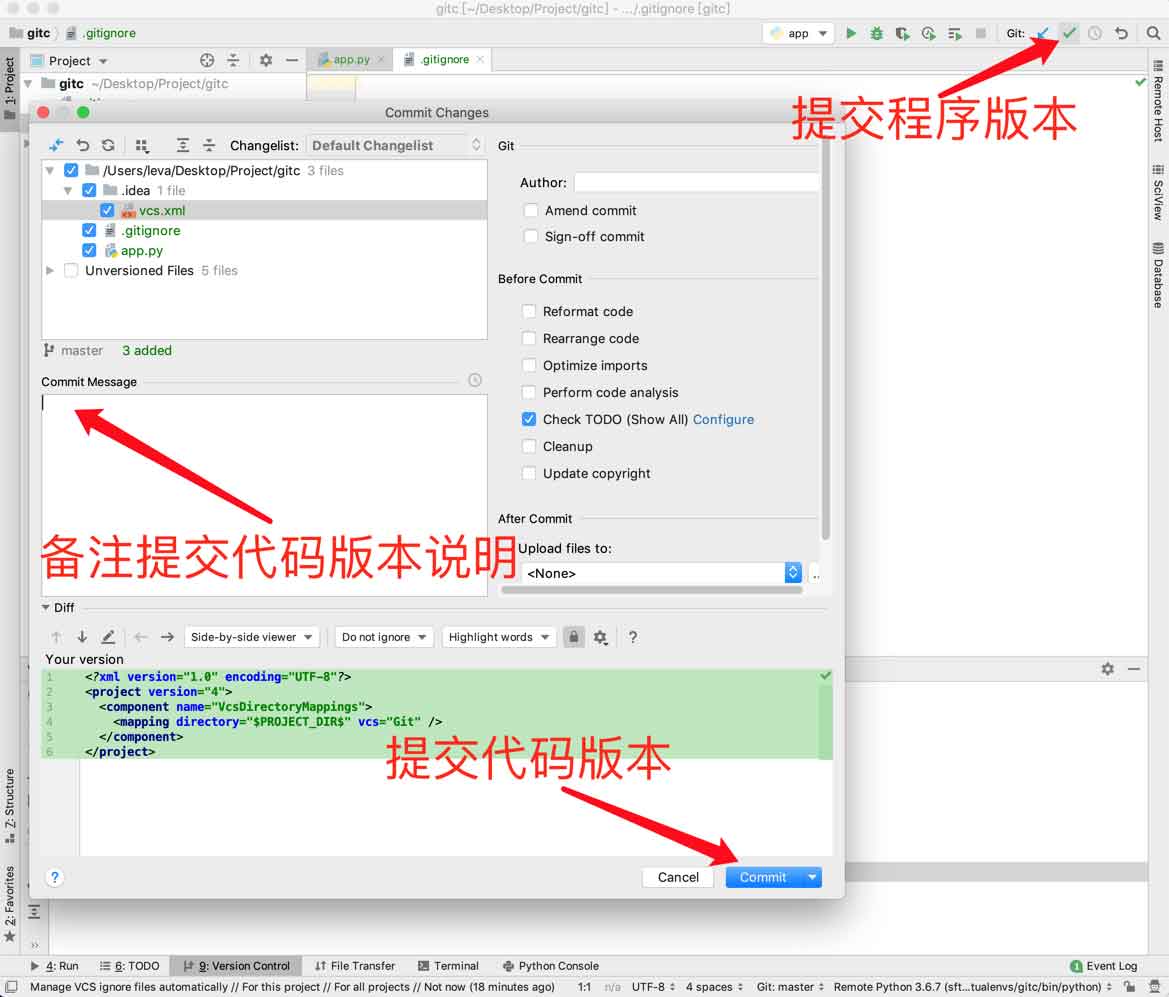 gitc [~/Desktop/Project/gitc] - .../.gitignore [gitc]
gitc .gitignore
app Git:
1: Project
Project
app.py .gitignore
gitc ~/Desktop/Project/gitc
提交程序版本
Remote Host
SciView
Database
Commit Changes
Changelist: Default Changelist
/Users/leva/Desktop/Project/gitc 3 files
.idea 1 file
vcs.xml
.gitignore
app.py
Unversioned Files 5 files
master 3 added
Commit Message
备注提交代码版本说明
Git
Author:
Amend commit
Sign-off commit
Before Commit
Reformat code
Rearrange code
Optimize imports
Perform code analysis
Check TODO (Show All) Configure
Cleanup
Update copyright
After Commit
Upload files to:
<None> ..
Diff
Side-by-side viewer Do not ignore Highlight words ?
Your version
1 <?xml version="1.0" encoding="UTF-8"?>
2 <project version="4">
3 <component name="VcsDirectoryMappings">
4 <mapping directory="$PROJECT_DIR$" vcs="Git" />
5 </component>
6 </project>
提交代码版本
? Cancel Commit
7: Structure
2: Favorites
4: Run 6: TODO 9: Version Control File Transfer Terminal Python Console 1 Event Log
Manage VCS ignore files automatically // For this project // For all projects // Not now (18 minutes ago) 1:1 n/a UTF-8 4 spaces Git: master Remote Python 3.6.7 (sft...tualenvs/gitc/bin/python)